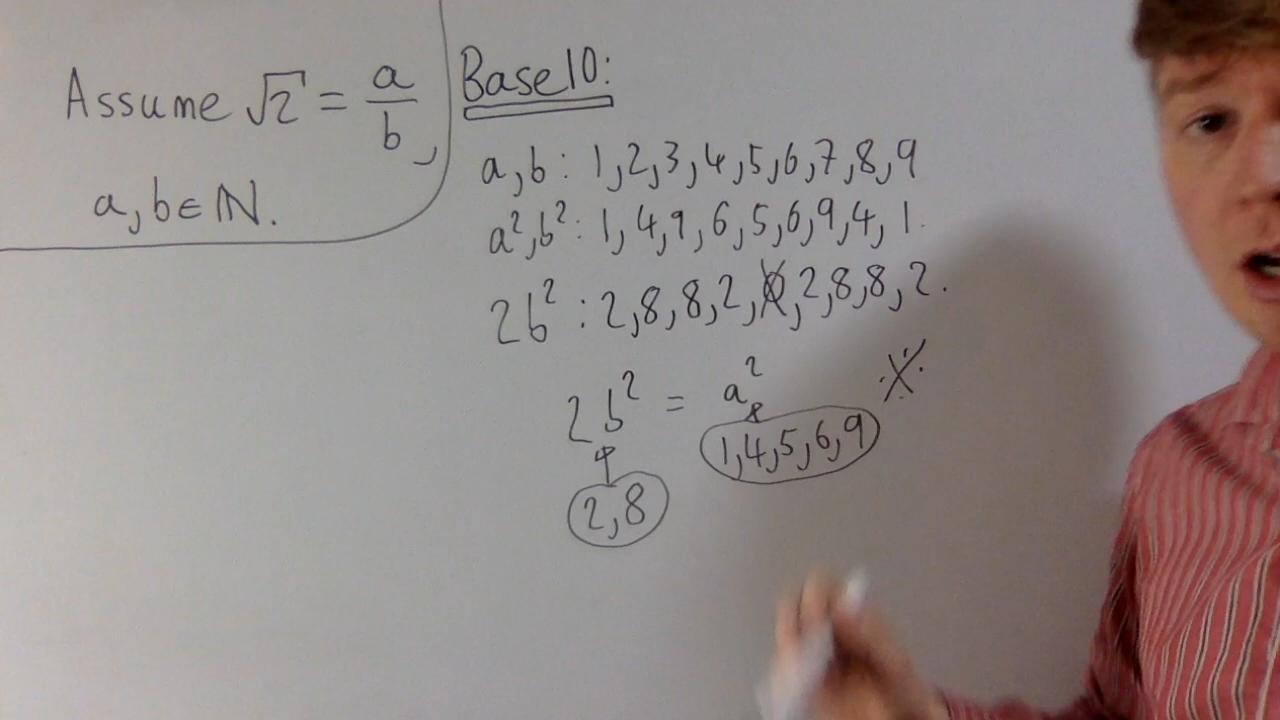 Assume √2 = a/b,
a, b ∈ ℕ.
Base 10:
a, b : 1, 2, 3, 4, 5, 6, 7, 8, 9
a², b² : 1, 4, 9, 6, 5, 6, 9, 4, 1.
2b² : 2, 8, 8, 2, 0, 2, 8, 8, 2.
2b² = a² ※
1, 4, 5, 6, 9
2, 8